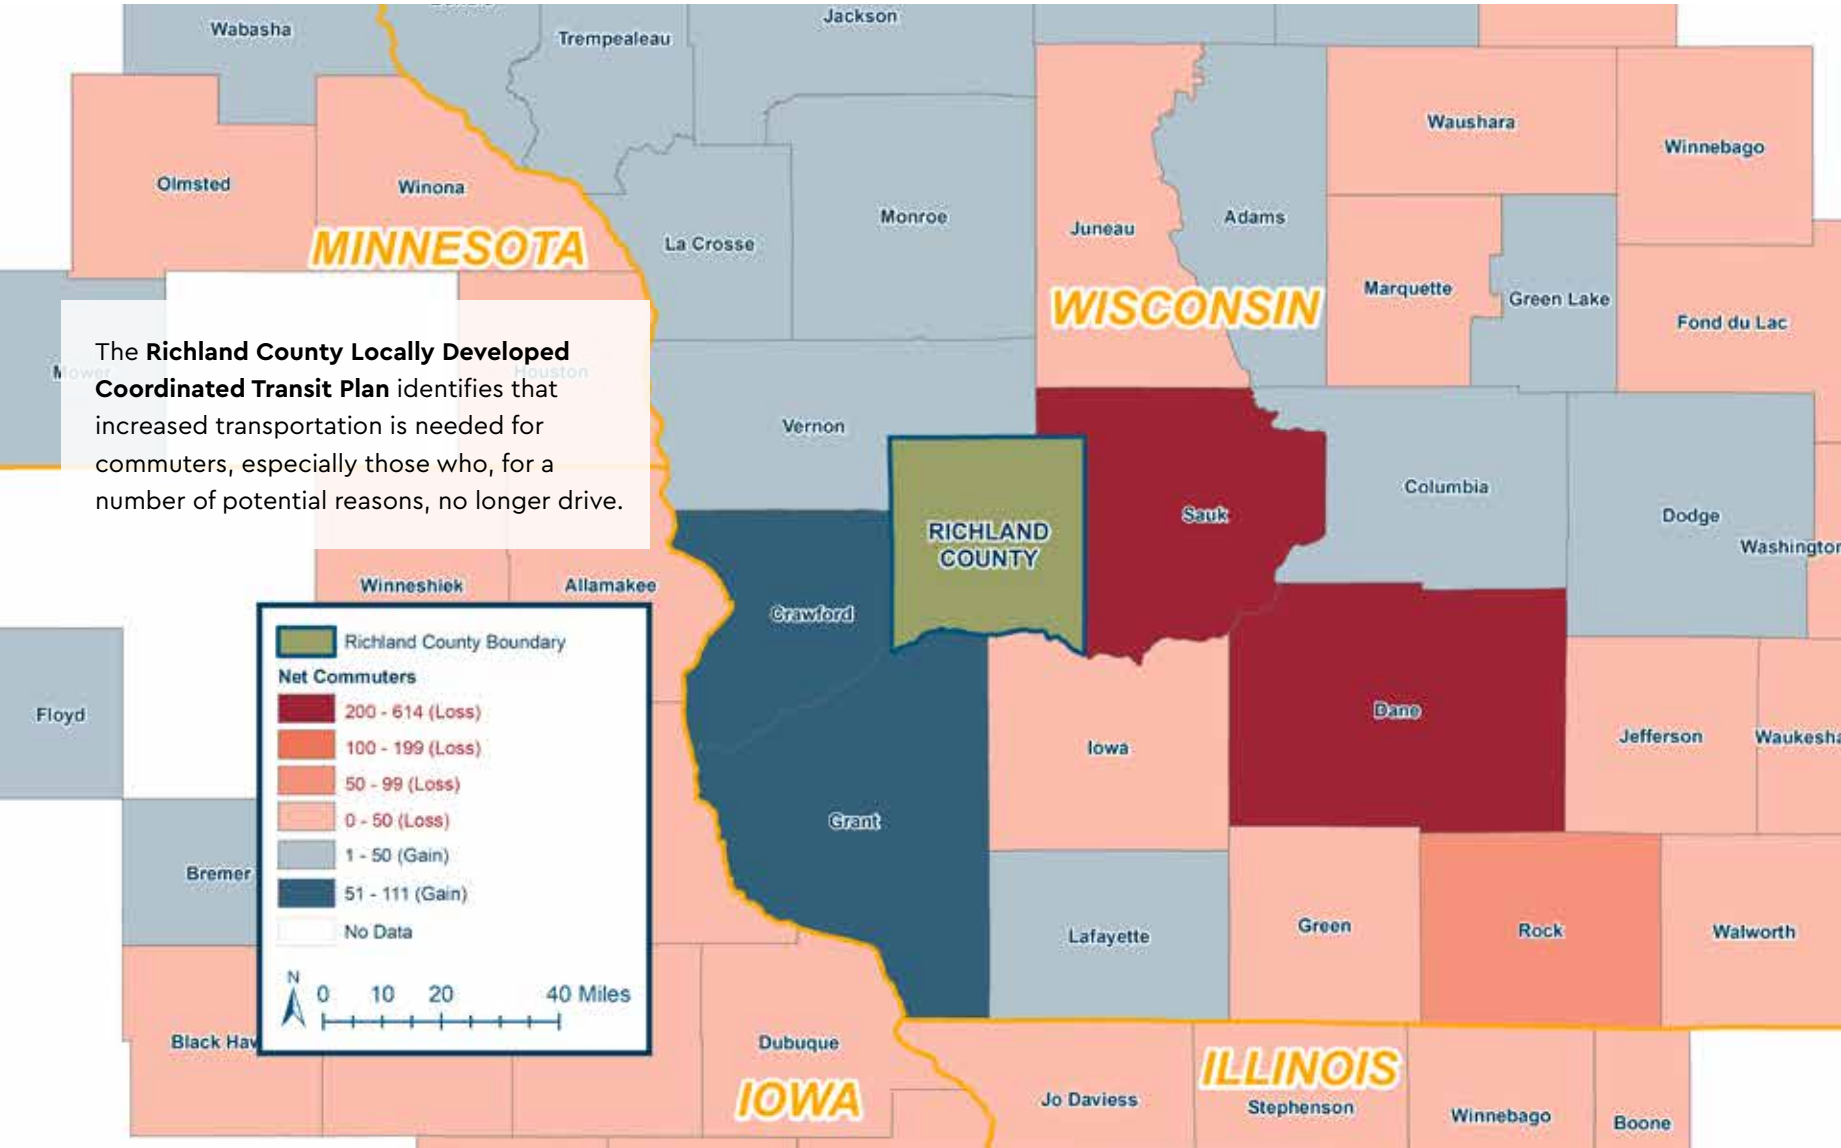 Wabasha
Trempealeau
Jackson
Olmsted
Winona
MINNESOTA
La Crosse
Monroe
Juneau
Adams
Waushara
Winnebago
WISCONSIN
Marquette
Green Lake
Fond du Lac
Mower
Houston
The Richland County Locally Developed
Coordinated Transit Plan identifies that
increased transportation is needed for
commuters, especially those who, for a
number of potential reasons, no longer drive.
Vernon
RICHLAND
COUNTY
Sauk
Columbia
Dodge
Washington
Winneshiek
Allamakee
Crawford
Richland County Boundary
Net Commuters
200 - 614 (Loss)
100 - 199 (Loss)
50 - 99 (Loss)
0 - 50 (Loss)
1 - 50 (Gain)
51 - 111 (Gain)
No Data
N
0 10 20 40 Miles
Floyd
Bremer
Black Haw
Grant
Iowa
Dane
Jefferson
Waukesha
Lafayette
Green
Rock
Walworth
Dubuque
IOWA
Jo Daviess
ILLINOIS
Stephenson
Winnebago
Boone